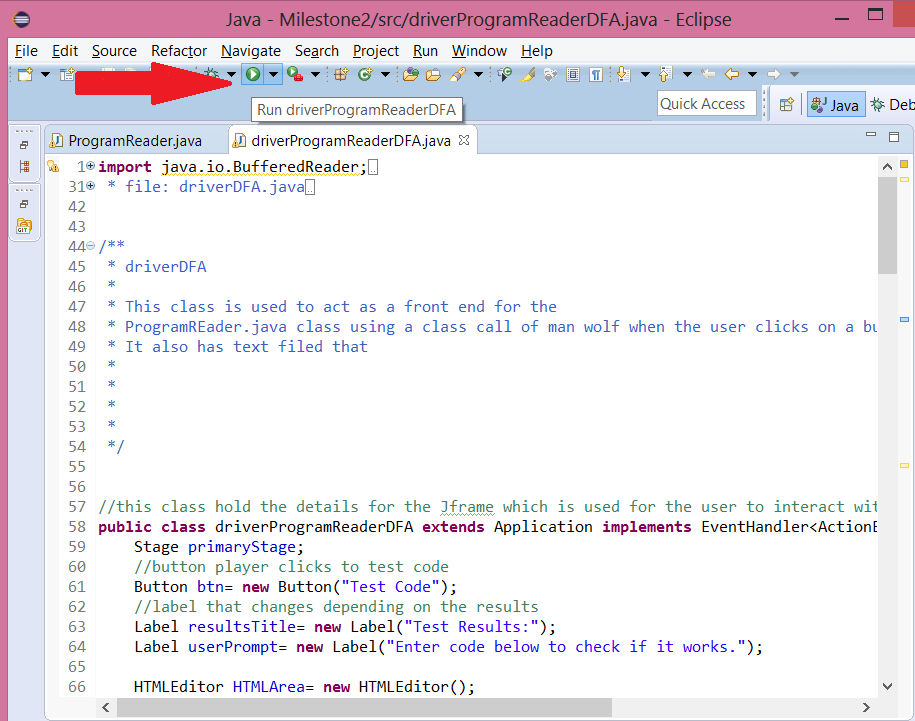 Java - Milestone2/src/driverProgramReaderDFA.java - Eclipse
File Edit Source Refactor Navigate Search Project Run Window Help
Run driverProgramReaderDFA
Quick Access
Java
Deb
ProgramReader.java
driverProgramReaderDFA.java
1 import java.io.BufferedReader;
31 * file: driverDFA.java
42
43
44 /**
45 * driverDFA
46 *
47 * This class is used to act as a front end for the
48 * ProgramREader.java class using a class call of man wolf when the user clicks on a bu
49 * It also has text filed that
50 *
51 *
52 *
53 *
54 */
55
56
57 //this class hold the details for the Jframe which is used for the user to interact wit
58 public class driverProgramReaderDFA extends Application implements EventHandler<ActionE
59 Stage primaryStage;
60 //button player clicks to test code
61 Button btn= new Button("Test Code");
62 //label that changes depending on the results
63 Label resultsTitle= new Label("Test Results:");
64 Label userPrompt= new Label("Enter code below to check if it works.");
65
66 HTMLEditor HTMLArea= new HTMLEditor();
GIT